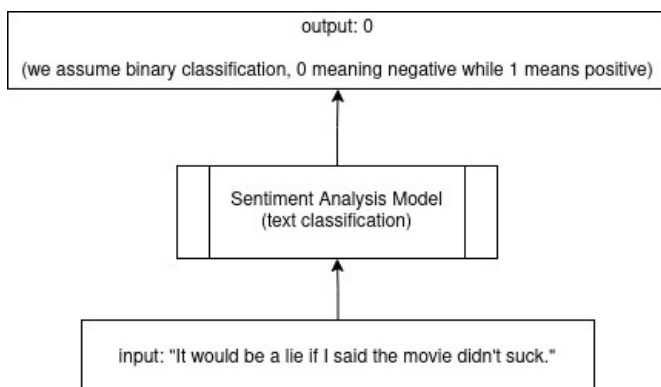 output: 0
(we assume binary classification, 0 meaning negative while 1 means positive)
Sentiment Analysis Model
(text classification)
input: "It would be a lie if I said the movie didn't suck."